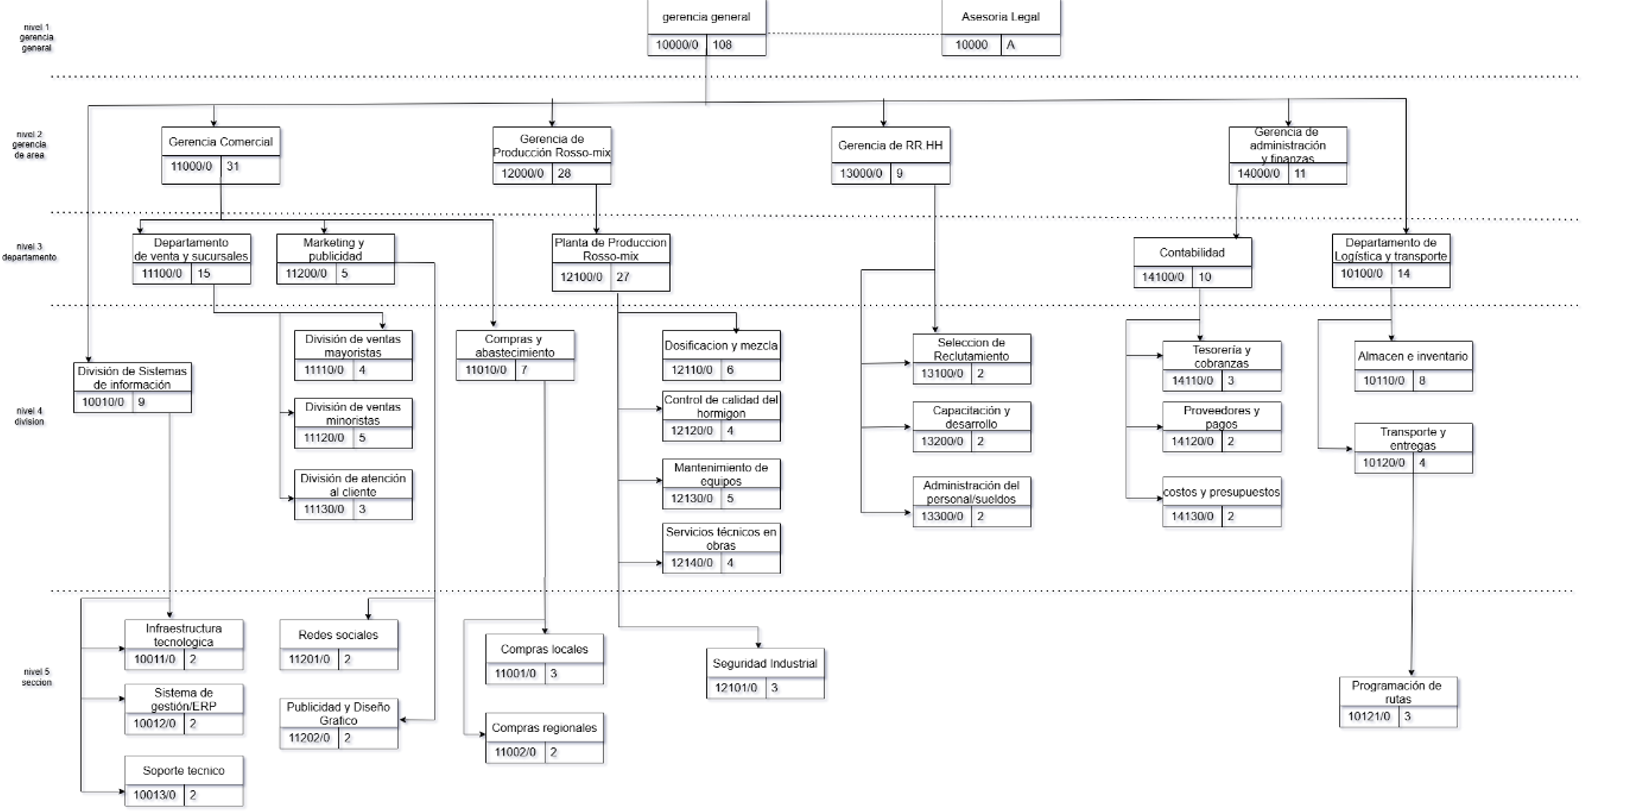 nivel 1
gerencia
general
gerencia general
10000/0 108
Asesoria Legal
10000 A
nivel 2
gerencia
de area
Gerencia Comercial
11000/0 31
Gerencia de
Producción Rosso-mix
12000/0 28
Gerencia de RR.HH
13000/0 9
Gerencia de
administración
y finanzas
14000/0 11
nivel 3
departamento
Departamento
de venta y sucursales
11100/0 15
Marketing y
publicidad
11200/0 5
Planta de Produccion
Rosso-mix
12100/0 27
Contabilidad
14100/0 10
Departamento de
Logística y transporte
10100/0 14
nivel 4
division
División de Sistemas
de información
10010/0 9
División de ventas
mayoristas
11110/0 4
División de ventas
minoristas
11120/0 5
División de atención
al cliente
11130/0 3
Compras y
abastecimiento
11010/0 7
Dosificacion y mezcla
12110/0 6
Control de calidad del
hormigon
12120/0 4
Mantenimiento de
equipos
12130/0 5
Servicios técnicos en
obras
12140/0 4
Seleccion de
Reclutamiento
13100/0 2
Capacitación y
desarrollo
13200/0 2
Administración del
personal/sueldos
13300/0 2
Tesorería y
cobranzas
14110/0 3
Proveedores y
pagos
14120/0 2
costos y presupuestos
14130/0 2
Almacen e inventario
10110/0 8
Transporte y
entregas
10120/0 4
nivel 5
seccion
Infraestructura
tecnologica
10011/0 2
Sistema de
gestión/ERP
10012/0 2
Soporte tecnico
10013/0 2
Redes sociales
11201/0 2
Publicidad y Diseño
Grafico
11202/0 2
Compras locales
11001/0 3
Compras regionales
11002/0 2
Seguridad Industrial
12101/0 3
Programación de
rutas
10121/0 3